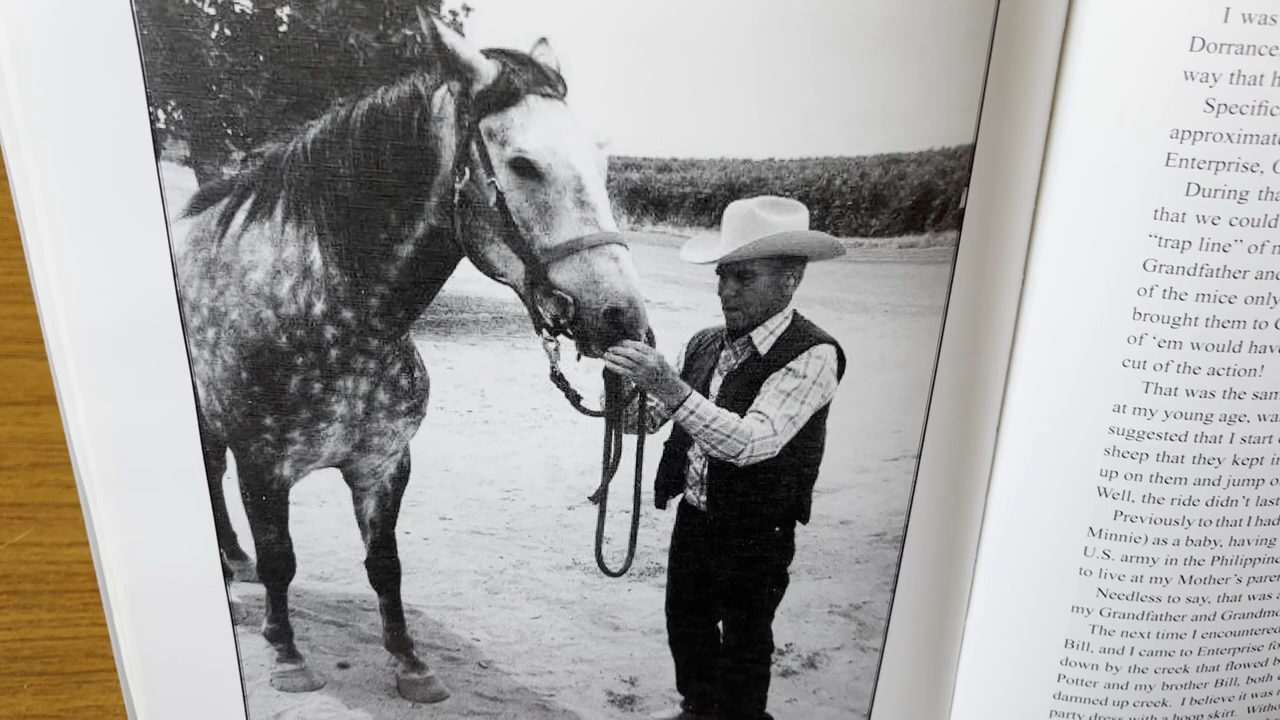 I was
Dorrance
way that h
Specific
approximat
Enterprise,
During tha
that we could
“trap line” of m
Grandfather and
of the mice only
brought them to
of ‘em would hav
cut of the action!
That was the sam
at my young age, wa
suggested that I start
sheep that they kept i
up on them and jump o
Well, the ride didn’t las
Previously to that I had
Minnie) as a baby, having
U.S. army in the Philippin
to live at my Mother’s pare
Needless to say, that was
my Grandfather and Grandm
The next time I encountered
Bill, and I came to Enterprise fo
down by the creek that flowed b
Potter and my brother Bill, both
damned up creek. I believe it was
party dress with a hoop skirt. Witho